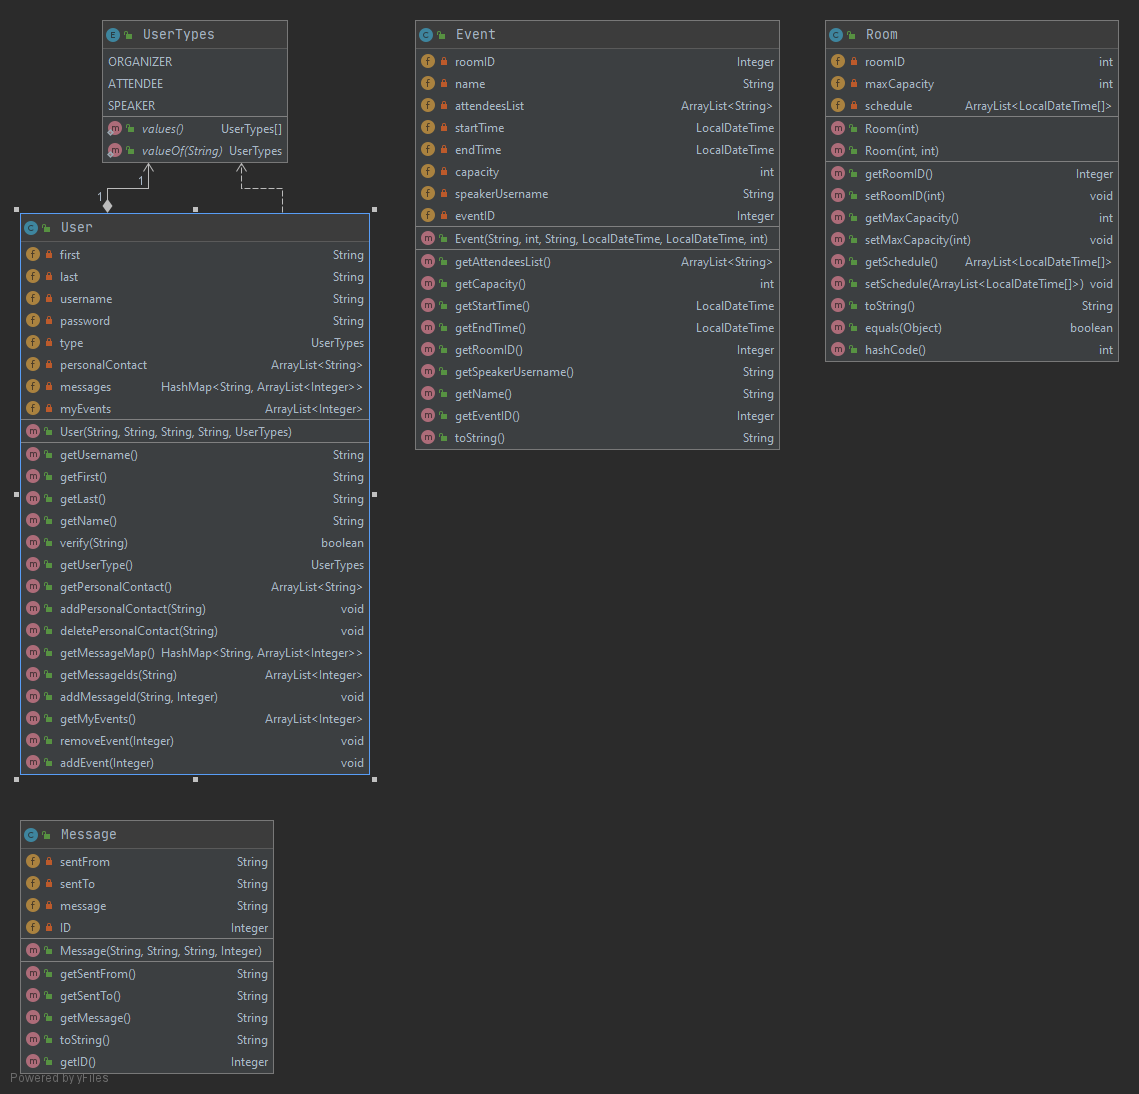 UserTypes
ORGANIZER
ATTENDEE
SPEAKER
values() UserTypes[]
valueOf(String) UserTypes
1
1
User
first String
last String
username String
password String
type UserTypes
personalContact ArrayList<String>
messages HashMap<String, ArrayList<Integer>>
myEvents ArrayList<Integer>
User(String, String, String, String, UserTypes)
getUsername() String
getFirst() String
getLast() String
getName() String
verify(String) boolean
getUserType() UserTypes
getPersonalContact() ArrayList<String>
addPersonalContact(String) void
deletePersonalContact(String) void
getMessageMap() HashMap<String, ArrayList<Integer>>
getMessageIds(String) ArrayList<Integer>
addMessageId(String, Integer) void
getMyEvents() ArrayList<Integer>
removeEvent(Integer) void
addEvent(Integer) void
Message
sentFrom String
sentTo String
message String
ID Integer
Message(String, String, String, Integer)
getSentFrom() String
getSentTo() String
getMessage() String
toString() String
getID() Integer
Powered by yFiles
Event
roomID Integer
name String
attendeesList ArrayList<String>
startTime LocalDateTime
endTime LocalDateTime
capacity int
speakerUsername String
eventID Integer
Event(String, int, String, LocalDateTime, LocalDateTime, int)
getAttendeesList() ArrayList<String>
getCapacity() int
getStartTime() LocalDateTime
getEndTime() LocalDateTime
getRoomID() Integer
getSpeakerUsername() String
getName() String
getEventID() Integer
toString() String
Room
roomID int
maxCapacity int
schedule ArrayList<LocalDateTime[]>
Room(int)
Room(int, int)
getRoomID() Integer
setRoomID(int) void
getMaxCapacity() int
setMaxCapacity(int) void
getSchedule() ArrayList<LocalDateTime[]>
setSchedule(ArrayList<LocalDateTime[]>) void
toString() String
equals(Object) boolean
hashCode() int